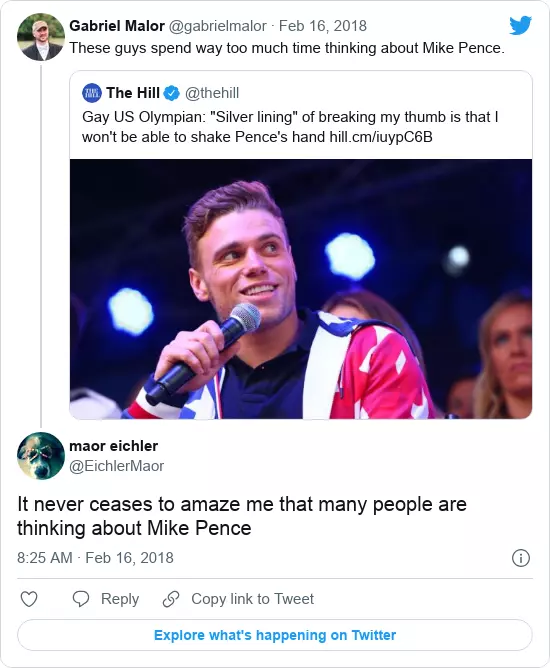 Gabriel Malor @gabrielmalor · Feb 16, 2018
These guys spend way too much time thinking about Mike Pence.
The Hill @thehill
Gay US Olympian: "Silver lining" of breaking my thumb is that I
won't be able to shake Pence's hand hill.cm/iuypC6B
maor eichler
@EichlerMaor
It never ceases to amaze me that many people are
thinking about Mike Pence
8:25 AM · Feb 16, 2018
Reply
Copy link to Tweet
Explore what's happening on Twitter